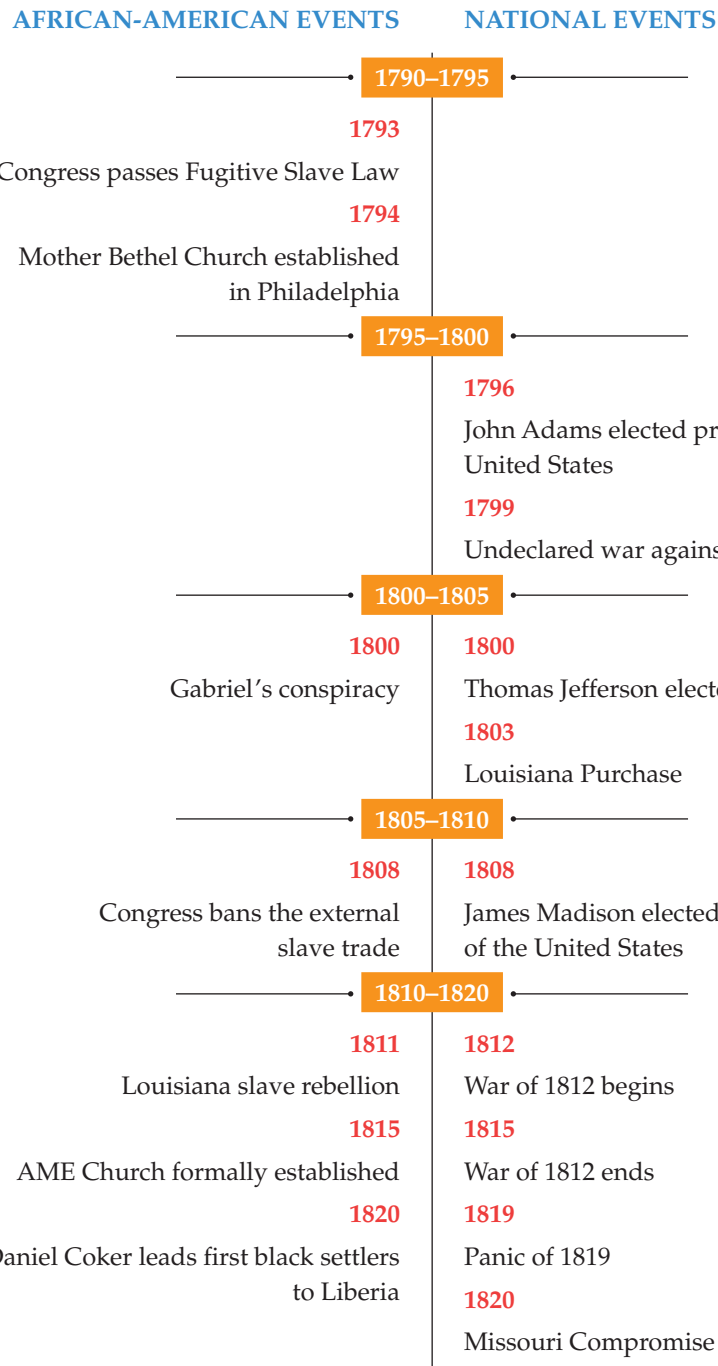 AFRICAN-AMERICAN EVENTS
NATIONAL EVENTS
1790–1795
1793
Congress passes Fugitive Slave Law
1794
Mother Bethel Church established
in Philadelphia
1795–1800
1796
John Adams elected
United States
1799
Undeclared war
1800–1805
1800
Gabriel's conspiracy
1800
Thomas Jefferson
1803
Louisiana Purchase
1805–1810
1808
Congress bans the external
slave trade
1808
James Madison elected
of the United States
1810–1820
1811
Louisiana slave rebellion
1815
AME Church formally established
1820
Daniel Coker leads first black settlers
to Liberia
1812
War of 1812 begins
1815
War of 1812 ends
1819
Panic of 1819
1820
Missouri Compromise